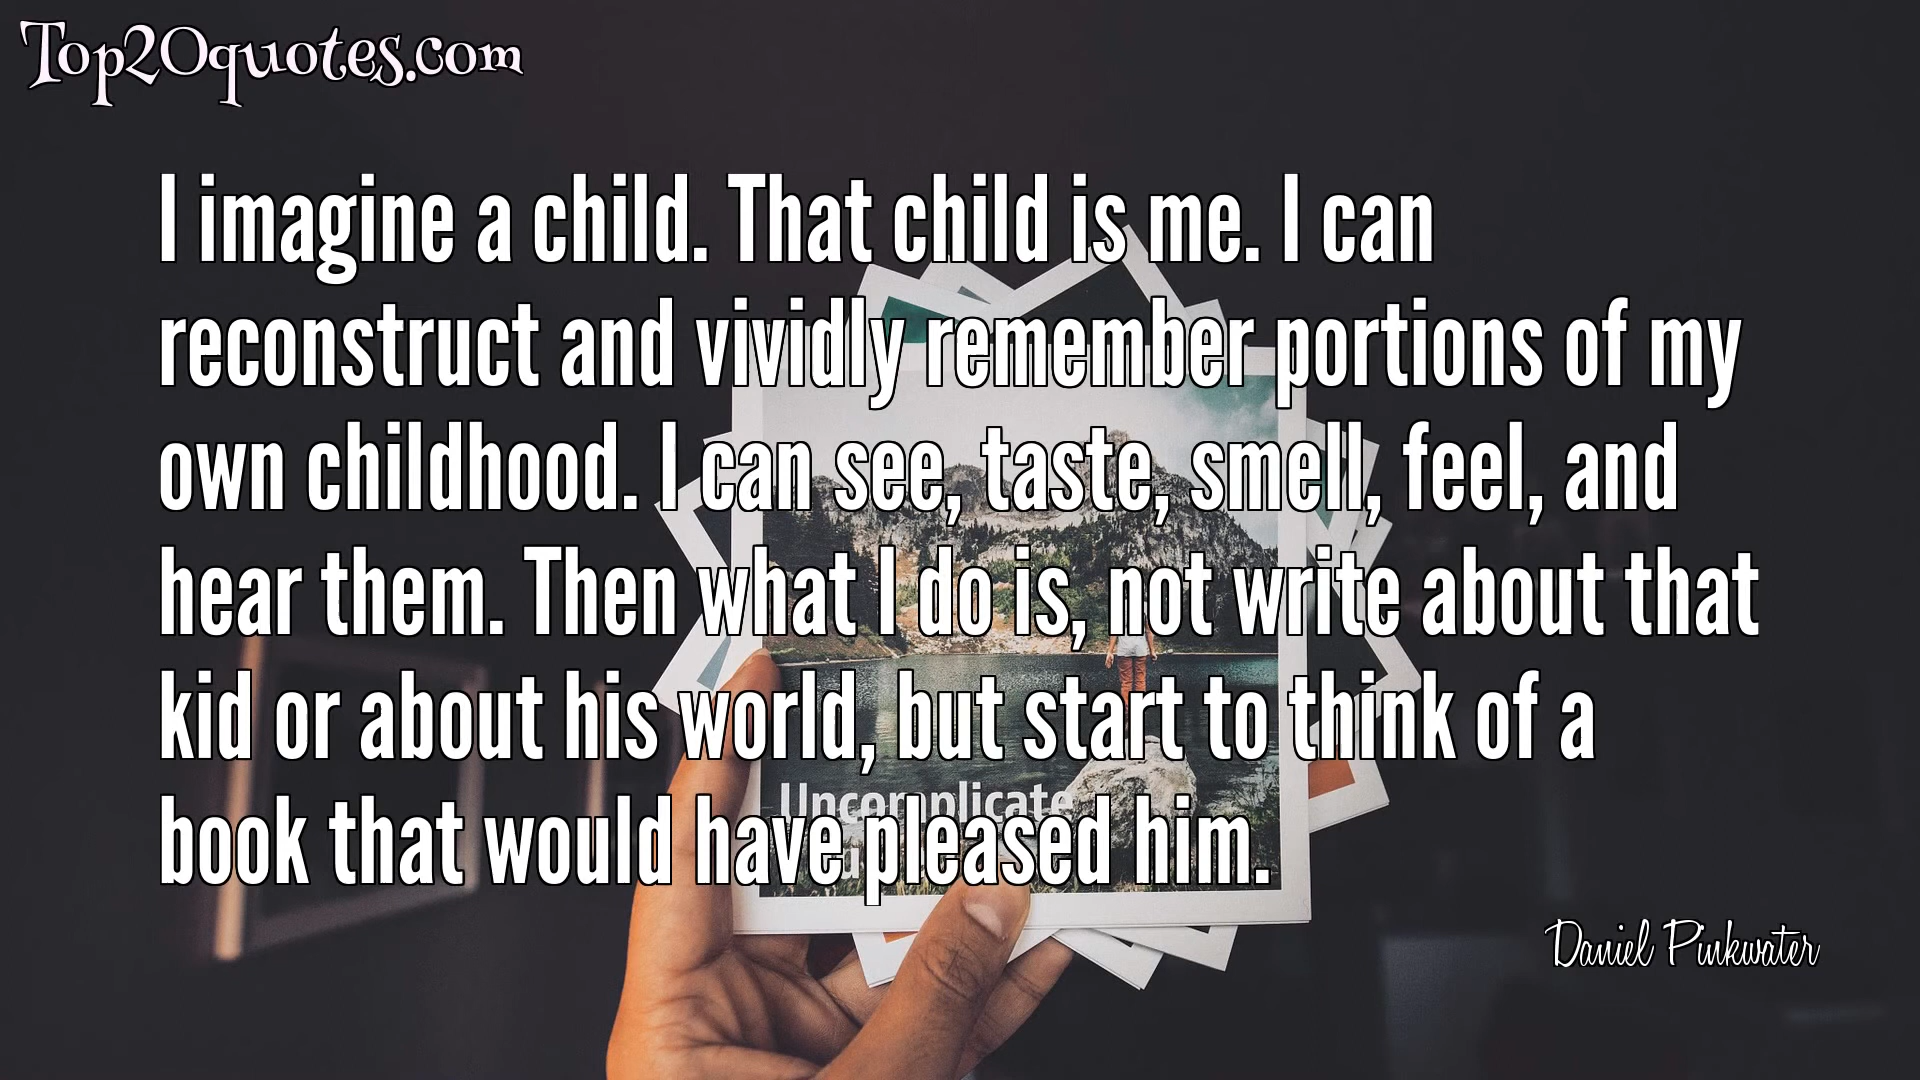 Top20quotes.com
I imagine a child. That child is me. I can
reconstruct and vividly remember portions of my
own childhood. I can see, taste, smell, feel, and
hear them. Then what I do is, not write about that
kid or about his world, but start to think of a
Uncomplicate
book that would have pleased him.
Daniel Pinkwater